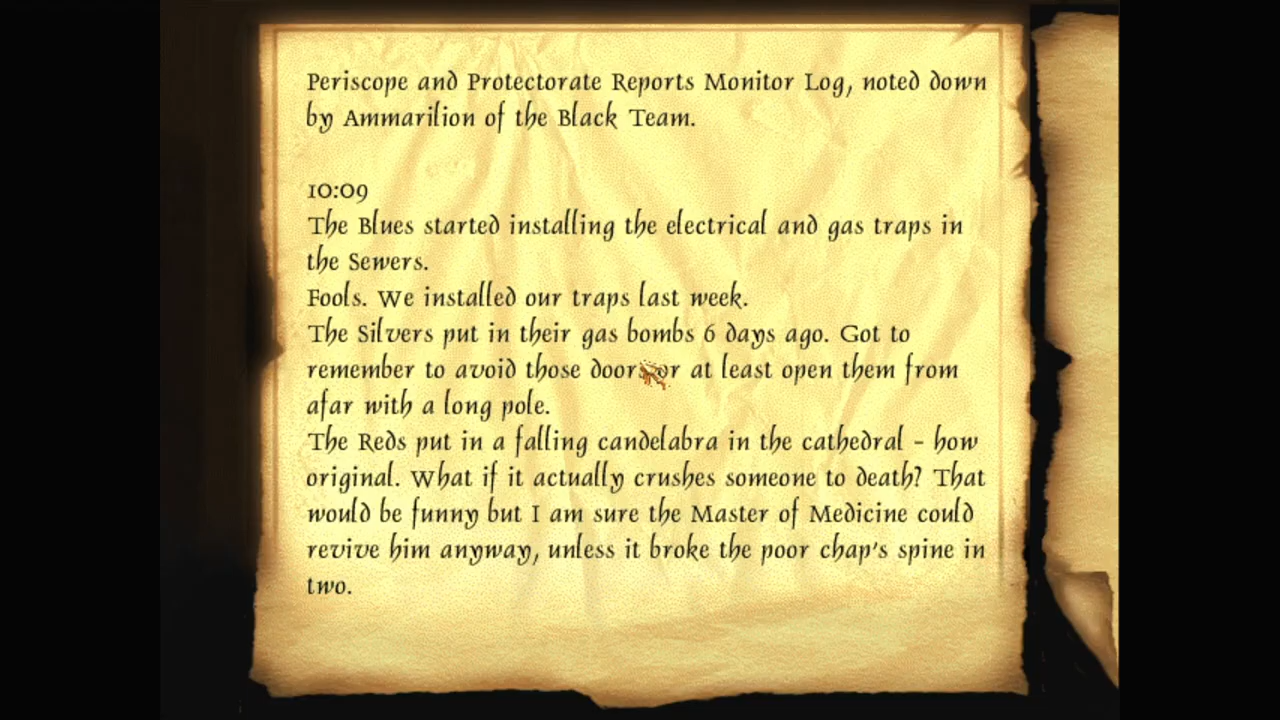 Periscope and Protectorate Reports Monitor Log, noted down
by Ammarilion of the Black Team.
10:09
The Blues started installing the electrical and gas traps in
the Sewers.
Fools. We installed our traps last week.
The Silvers put in their gas bombs 6 days ago. Got to
remember to avoid those doors or at least open them from
afar with a long pole.
The Reds put in a falling candelabra in the cathedral - how
original. What if it actually crushes someone to death? That
would be funny but I am sure the Master of Medicine could
revive him anyway, unless it broke the poor chap's spine in
two.